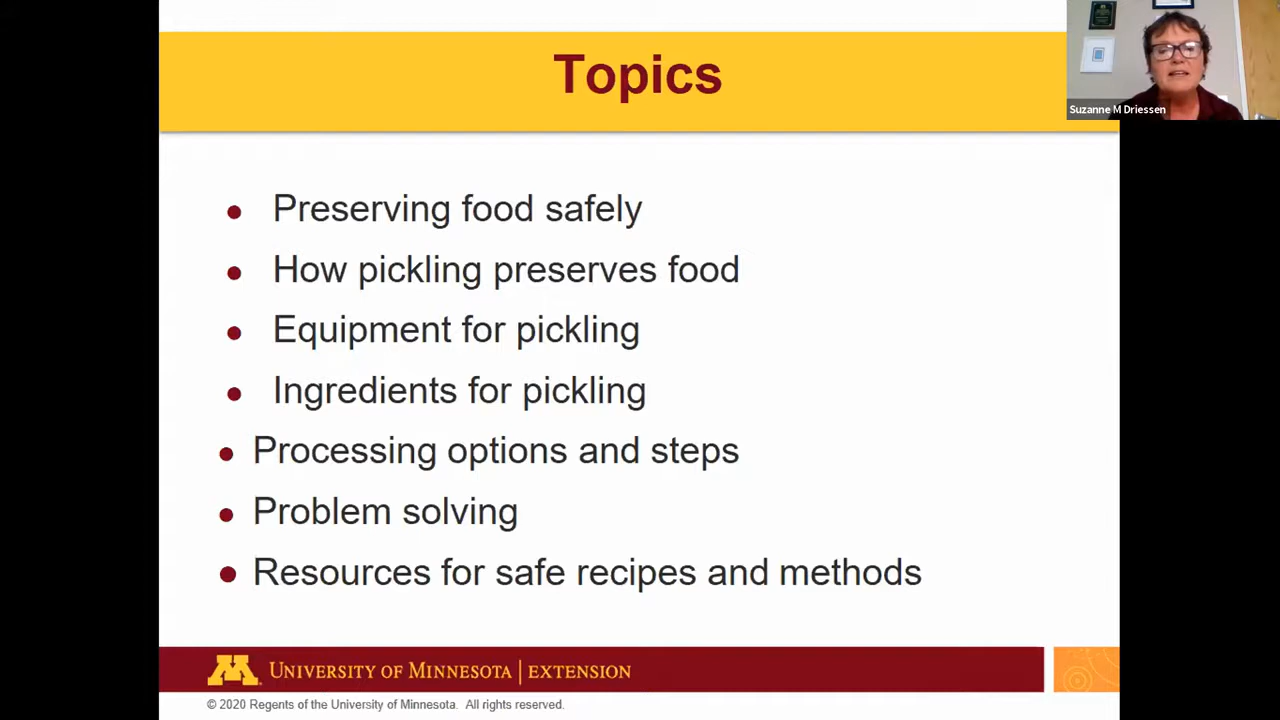 Topics
Suzanne M Driessen
Preserving food safely
How pickling preserves food
Equipment for pickling
Ingredients for pickling
Processing options and steps
Problem solving
Resources for safe recipes and methods
M UNIVERSITY OF MINNESOTA | EXTENSION
© 2020 Regents of the University of Minnesota. All rights reserved.